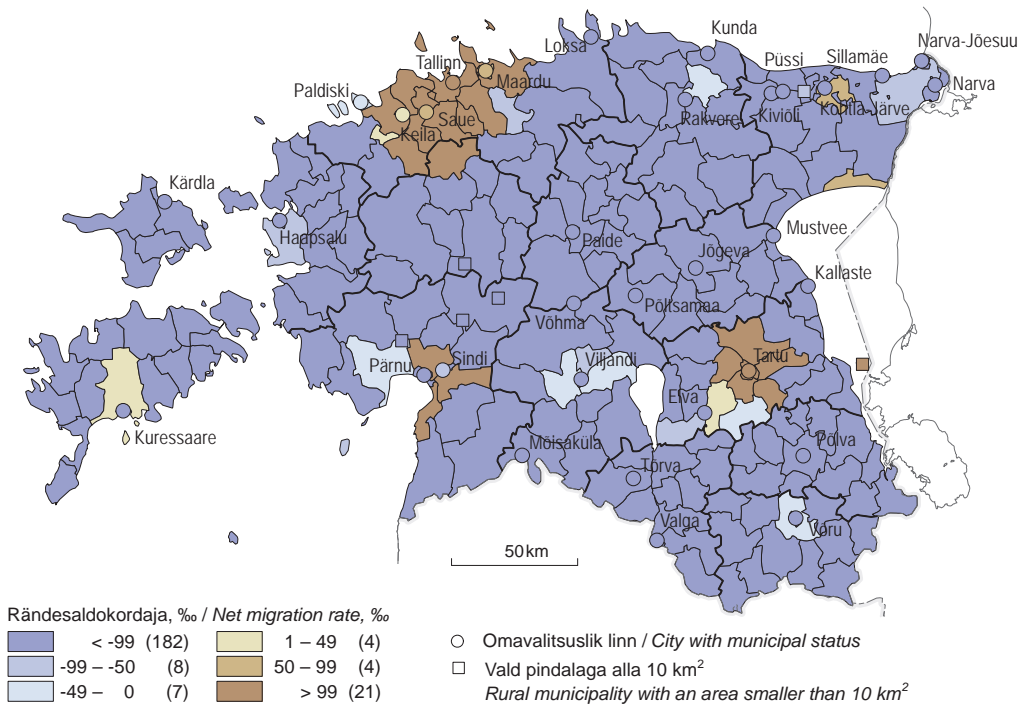 Kunda
Narva-Jõesuu
Loksa
Tallinn
Püssi
Sillamäe
Maardu
Narva
Paldiski
Kiviõli
Kohtla-Järve
Rakvere
Saue
Keila
Kärdla
Mustvee
Haapsalu
Paide
Jõgeva
Kallaste
Põltsamaa
Võhma
Sindi
Viljandi
Tartu
Pärnu
Elva
Kuressaare
Mõisaküla
Põlva
Tõrva
Valga
Võru
50 km
Rändesaldokordaja, ‰ / Net migration rate, ‰
< -99 (182)
-99 – -50 (8)
-49 – 0 (7)
1 – 49 (4)
50 – 99 (4)
> 99 (21)
Omavalitsuslik linn / City with municipal status
Vald pindalaga alla 10 km²
Rural municipality with an area smaller than 10 km²